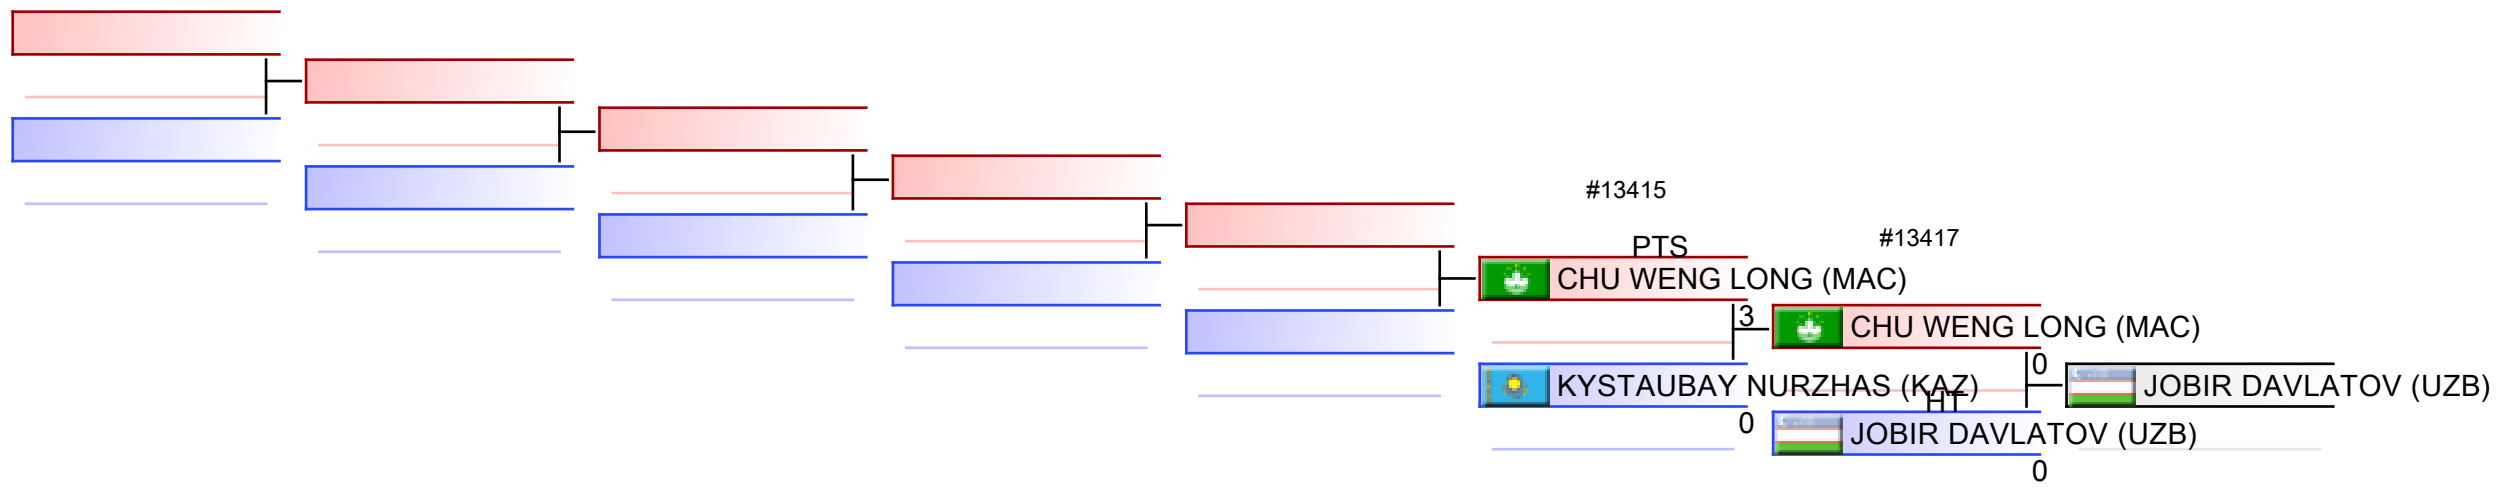 #13415
PTS
CHU WENG LONG (MAC)
3
KYSTAUBAY NURZHAS (KAZ)
0
#13417
CHU WENG LONG (MAC)
0
HT
JOBIR DAVLATOV (UZB)
0
JOBIR DAVLATOV (UZB)